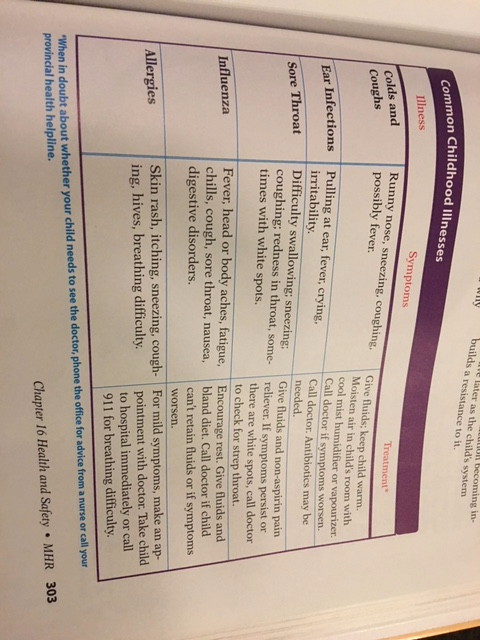 why
are later as the child's system
becoming in-
builds a resistance to it.
Common Childhood Illnesses
Illness
Symptoms
Treatment*
Colds and
Coughs
Runny nose, sneezing, coughing,
possibly fever.
Give fluids; keep child warm.
Moisten air in child's room with
cool mist humidifier or vapourizer.
Call doctor if symptoms worsen.
Ear Infections
Pulling at ear, fever, crying,
irritability.
Call doctor. Antibiotics may be
needed.
Sore Throat
Difficulty swallowing; sneezing;
coughing; redness in throat, some-
times with white spots.
Give fluids and non-aspirin pain
reliever. If symptoms persist or
there are white spots, call doctor
to check for strep throat.
Influenza
Fever, head or body aches, fatigue,
chills, cough, sore throat, nausea,
digestive disorders.
Encourage rest. Give fluids and
bland diet. Call doctor if child
can't retain fluids or if symptoms
worsen.
Allergies
Skin rash, itching, sneezing, cough-
ing, hives, breathing difficulty.
For mild symptoms, make an ap-
pointment with doctor. Take child
to hospital immediately or call
911 for breathing difficulty.
*When in doubt about whether your child needs to see the doctor, phone the office for advice from a nurse or call your
provincial health helpline.
Chapter 16 Health and Safety • MHR 303